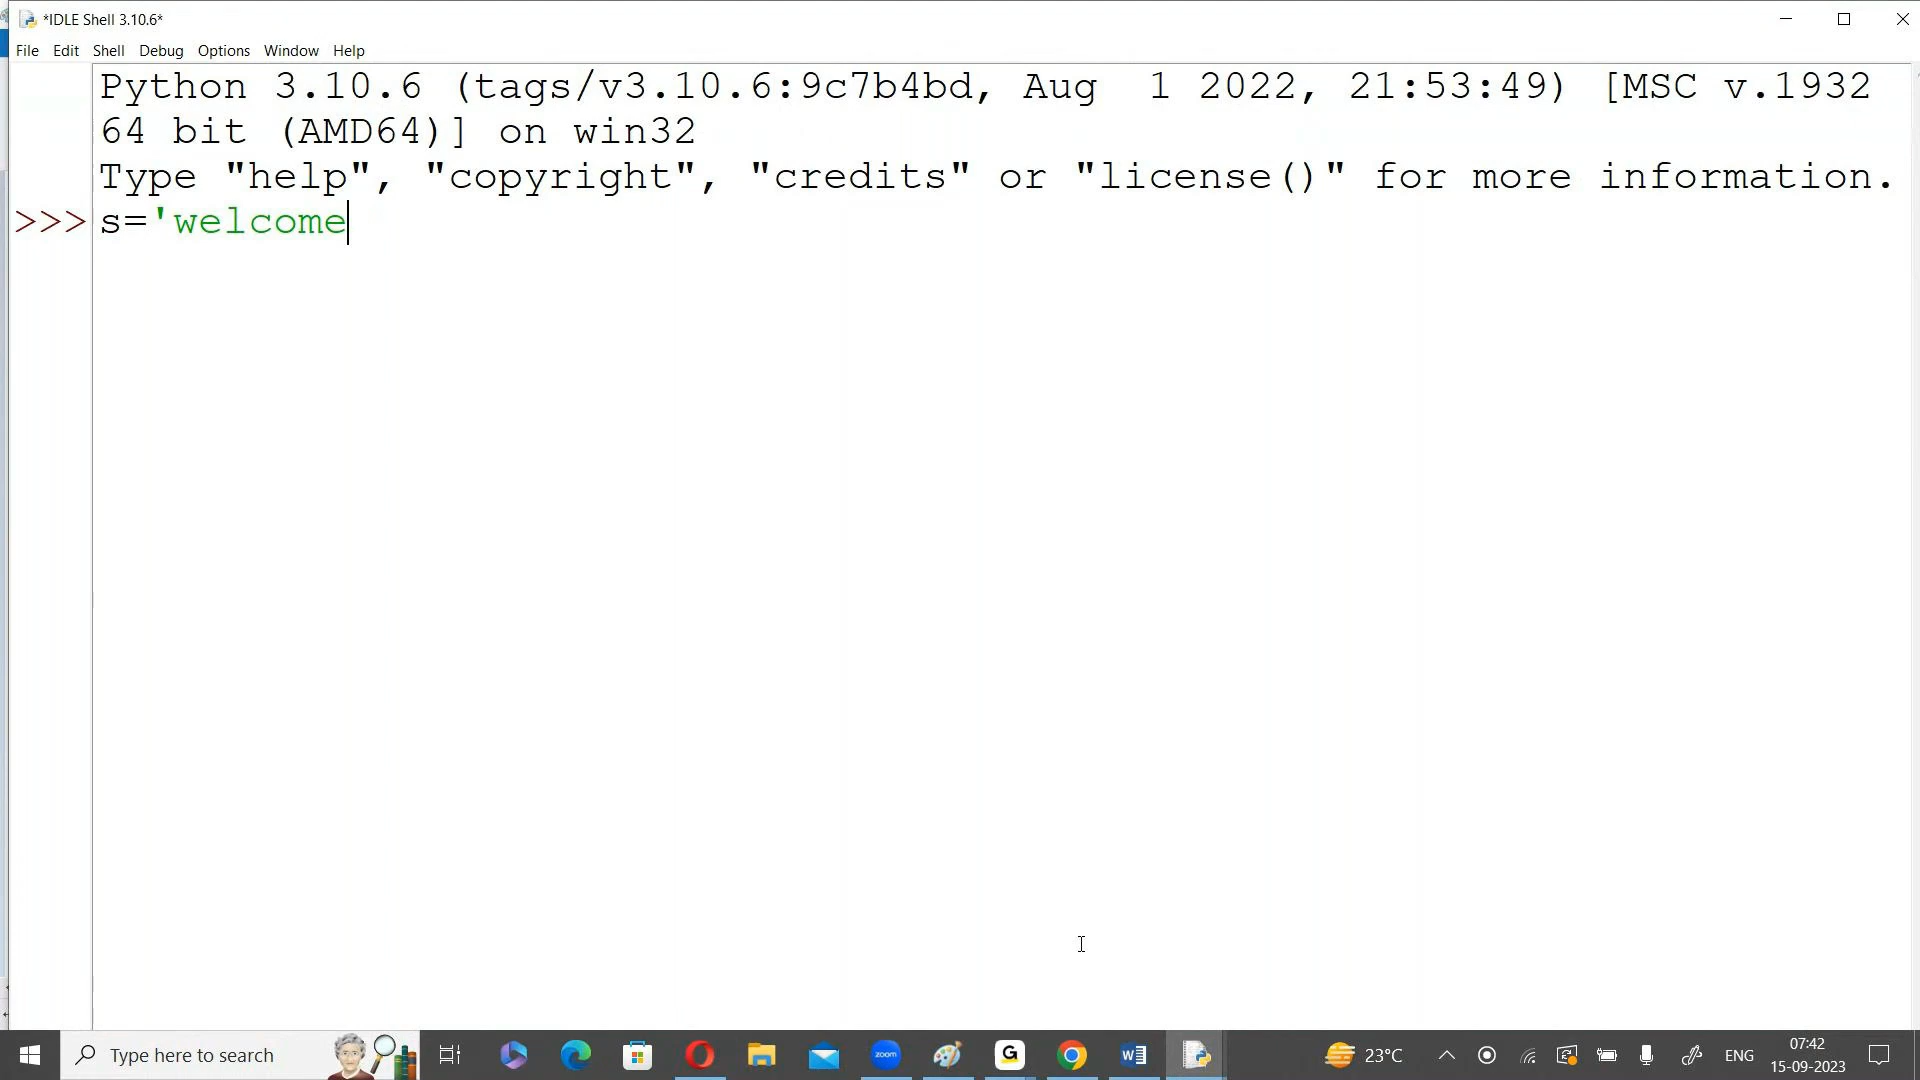 *IDLE Shell 3.10.6*
File Edit Shell Debug Options Window Help
Python 3.10.6 (tags/v3.10.6:9c7b4bd, Aug  1 2022, 21:53:49) [MSC v.1932
64 bit (AMD64)] on win32
Type "help", "copyright", "credits" or "license()" for more information.
>>> s='welcome
Type here to search
zoom
G
W
23°C
ENG
07:42
15-09-2023